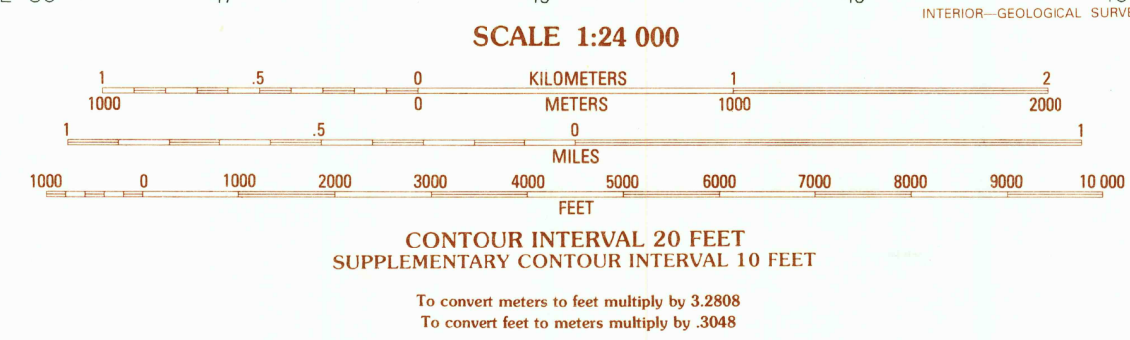 INTERIOR—GEOLOGICAL
SCALE 1:24 000
1 .5 0 KILOMETERS 1 2
1000 0 METERS 1000 2000
1 .5 0 1
MILES
1000 0 1000 2000 3000 4000 5000 6000 7000 8000 9000 10 000
FEET
CONTOUR INTERVAL 20 FEET
SUPPLEMENTARY CONTOUR INTERVAL 10 FEET
To convert meters to feet multiply by 3.2808
To convert feet to meters multiply by .3048